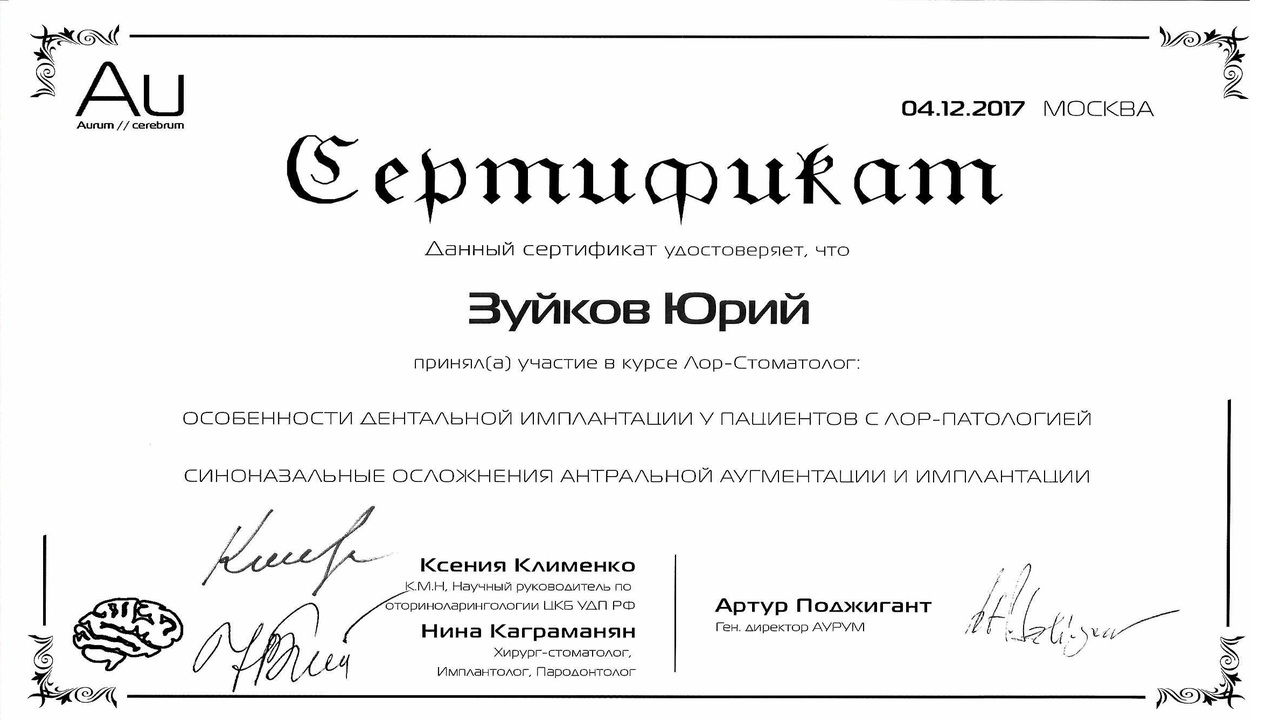 Au
Aurum // cerebrum
04.12.2017 МОСКВА
Сертификат
Данный сертификат удостоверяет, что
Зуйков Юрий
принял(а) участие в курсе Лор-Стоматолог:
ОСОБЕННОСТИ ДЕНТАЛЬНОЙ ИМПЛАНТАЦИИ У ПАЦИЕНТОВ С ЛОР-ПАТОЛОГИЕЙ
СИНОНАЗАЛЬНЫЕ ОСЛОЖНЕНИЯ АНТРАЛЬНОЙ АУГМЕНТАЦИИ И ИМПЛАНТАЦИИ
Ксения Клименко
К.М.Н, Научный руководитель по
оториноларингологии ЦКБ УДП РФ
Нина Каграманян
Хирург-стоматолог,
Имплантолог, Пародонтолог
Артур Поджигант
Ген. директор АУРУМ